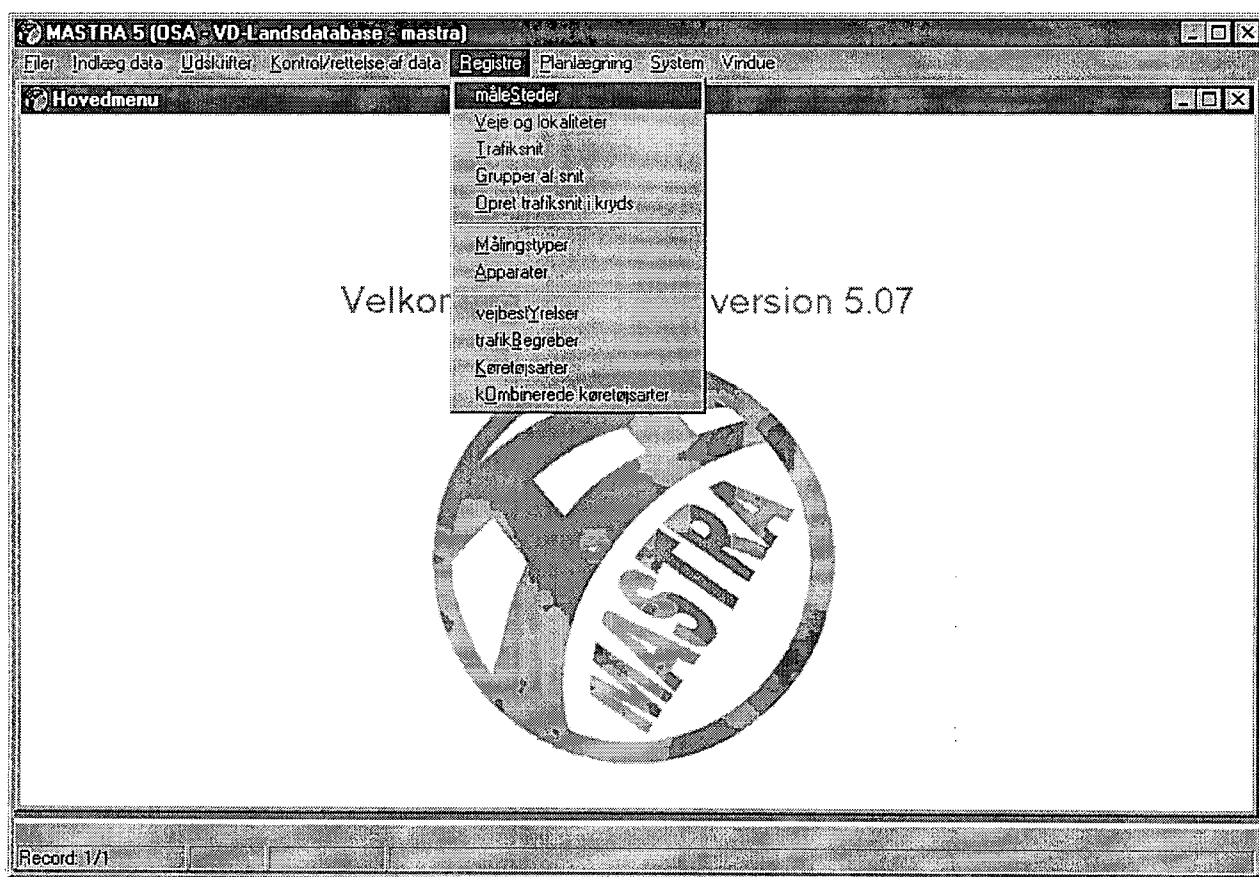 MASTRA 5 (OSA - VD-Landsdatabase - mastra)
Filer Indlæg data Udskrifter Kontrol/rettelse af data Registre Planlægning System Vindue
Hovedmenu
måleSteder
Veje og lokaliteter
Trafiksnit
Grupper af snit
Opret trafiksnit i kryds
Målingstyper
Apparater
vejbestYrelser
trafikBegreber
Køretøjsarter
kOmbinerede køretøjsarter
Velkom version 5.07
MASTRA
Record: 1/1